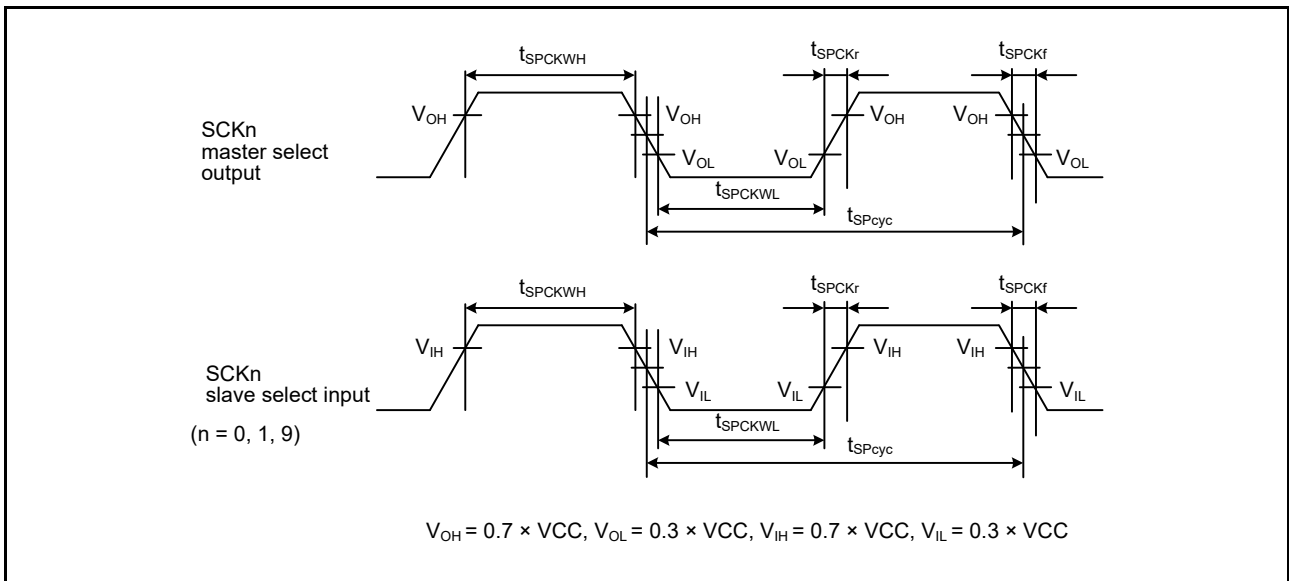 tSPCKWH
tSPCKr
tSPCKf
VOH
VOH
VOH
VOH
SCKn
master select
output
VOL
VOL
VOL
tSPCKWL
tSPcyc
tSPCKWH
tSPCKr
tSPCKf
VIH
VIH
VIH
VIH
SCKn
slave select input
VIL
VIL
VIL
(n = 0, 1, 9)
tSPCKWL
tSPcyc
VOH = 0.7 × VCC, VOL = 0.3 × VCC, VIH = 0.7 × VCC, VIL = 0.3 × VCC